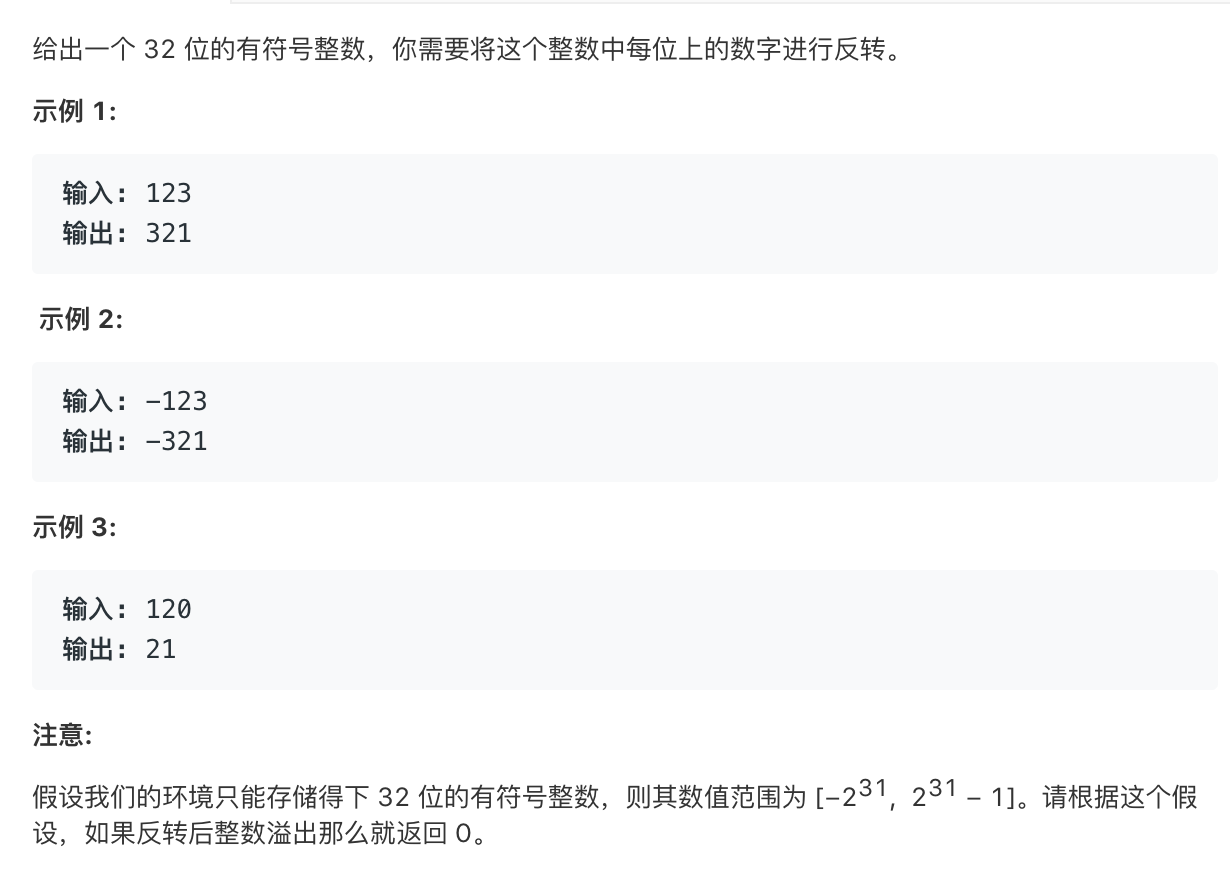 给出一个 32 位的有符号整数，你需要将这个整数中每位上的数字进行反转。
示例 1:
输入: 123
输出: 321
示例 2:
输入: -123
输出: -321
示例 3:
输入: 120
输出: 21
注意:
假设我们的环境只能存储得下 32 位的有符号整数，则其数值范围为 [−2³¹, 2³¹ − 1]。请根据这个假
设，如果反转后整数溢出那么就返回 0。